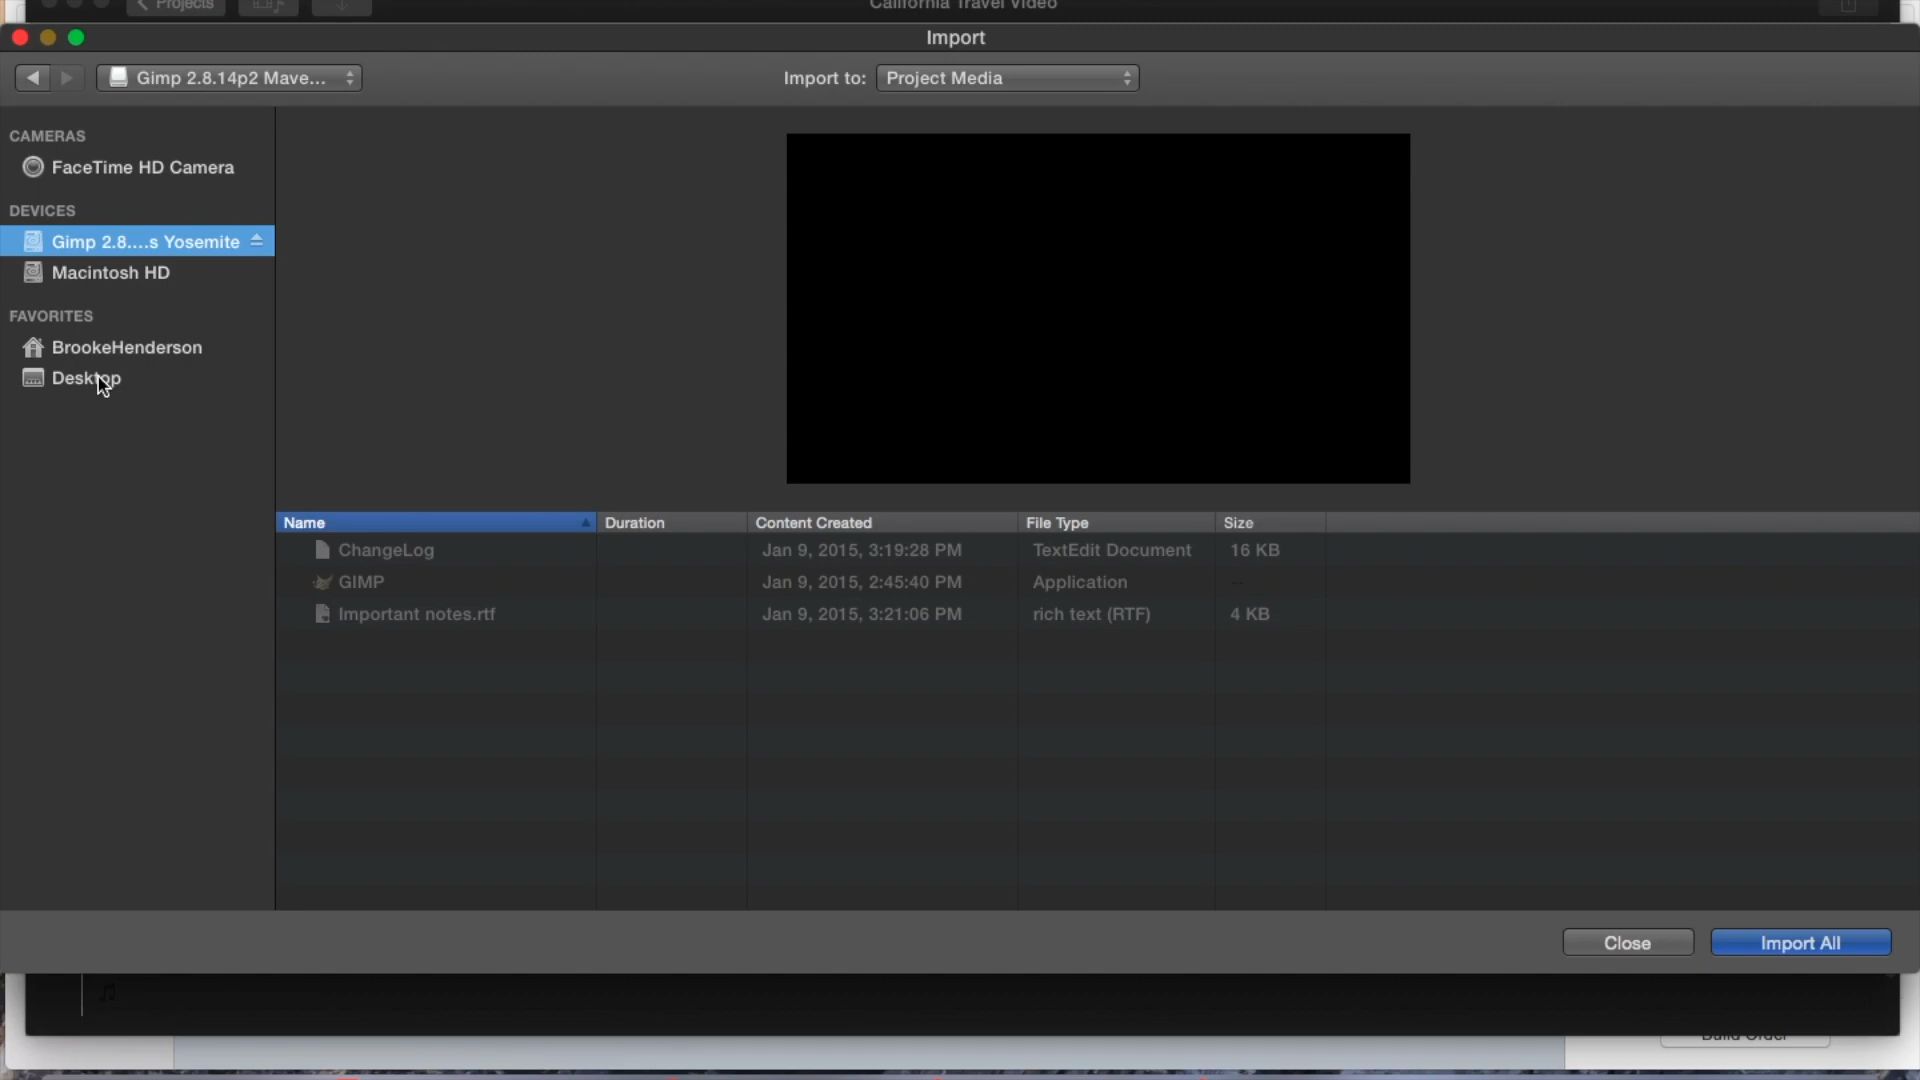 Projects
California Travel Video
Import
Gimp 2.8.14p2 Mave...
Import to:
Project Media
CAMERAS
FaceTime HD Camera
DEVICES
Gimp 2.8....s Yosemite
Macintosh HD
FAVORITES
BrookeHenderson
Desktop
Name Duration Content Created File Type Size
ChangeLog Jan 9, 2015, 3:19:28 PM TextEdit Document 16 KB
GIMP Jan 9, 2015, 2:45:40 PM Application --
Important notes.rtf Jan 9, 2015, 3:21:06 PM rich text (RTF) 4 KB
Close
Import All
Build Order